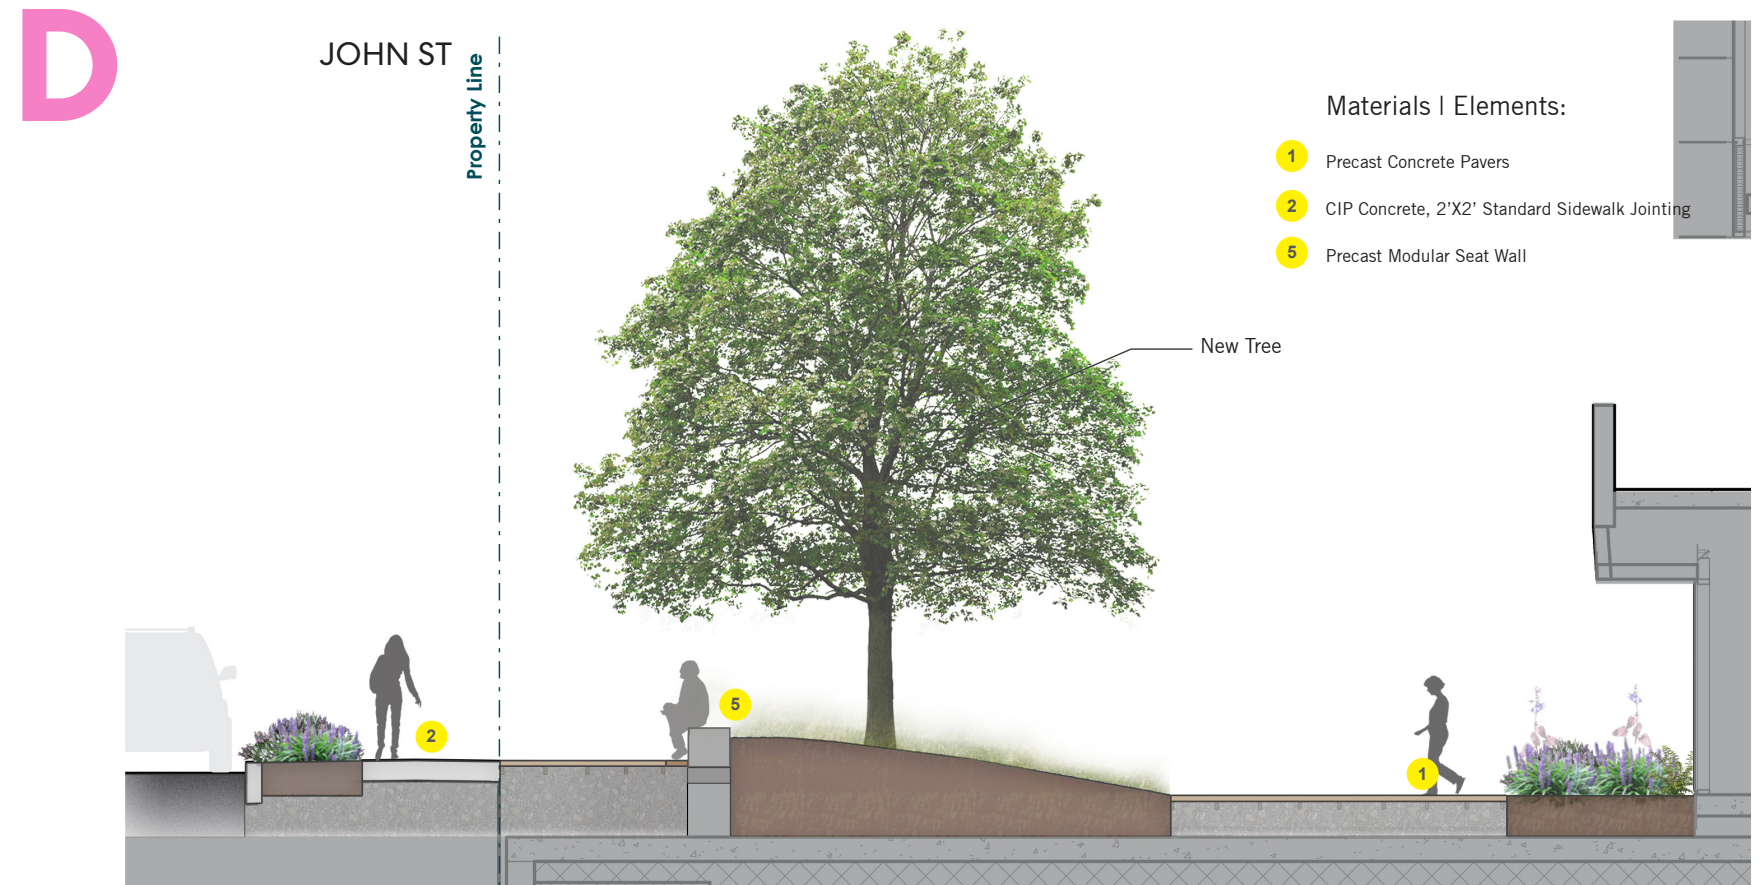 D
JOHN ST
Property Line
Materials | Elements:
1 Precast Concrete Pavers
2 CIP Concrete, 2'X2' Standard Sidewalk Jointing
5 Precast Modular Seat Wall
New Tree
5
2
1